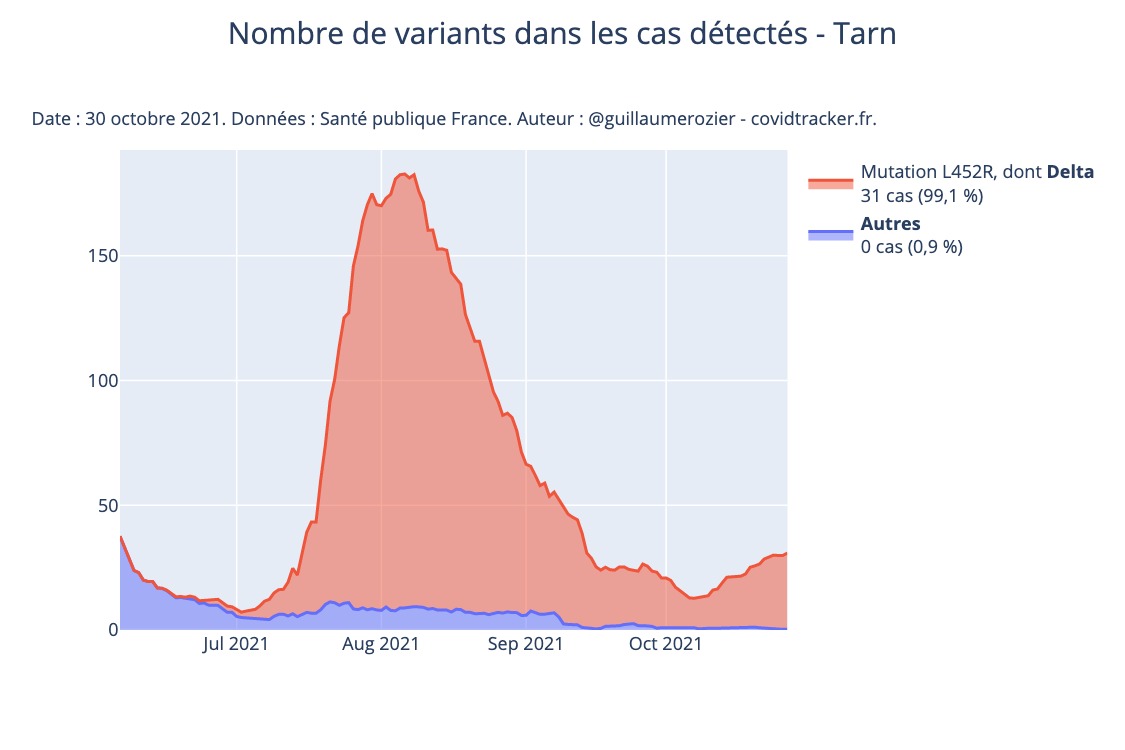 Nombre de variants dans les cas détectés - Tarn
Date : 30 octobre 2021. Données : Santé publique France. Auteur : @guillaumerozier - covidtracker.fr.
Mutation L452R, dont Delta
31 cas (99,1 %)
Autres
0 cas (0,9 %)
150
100
50
0
Jul 2021
Aug 2021
Sep 2021
Oct 2021